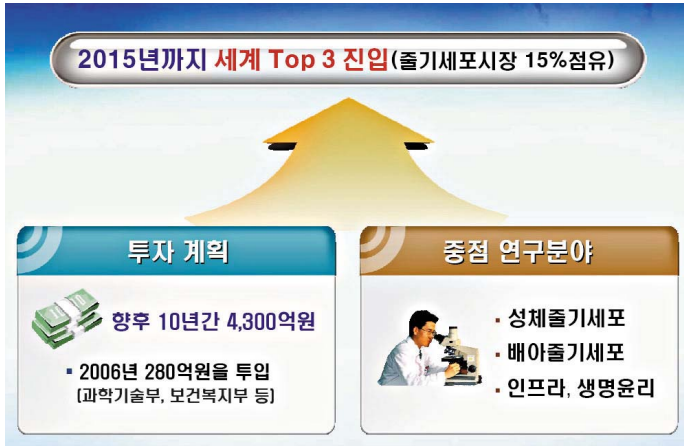 2015년까지 세계 Top 3 진입(줄기세포시장 15%점유)
투자 계획
향후 10년간 4,300억원
▪ 2006년 280억원을 투입
(과학기술부, 보건복지부 등)
중점 연구분야
▪ 성체줄기세포
▪ 배아줄기세포
▪ 인프라, 생명윤리